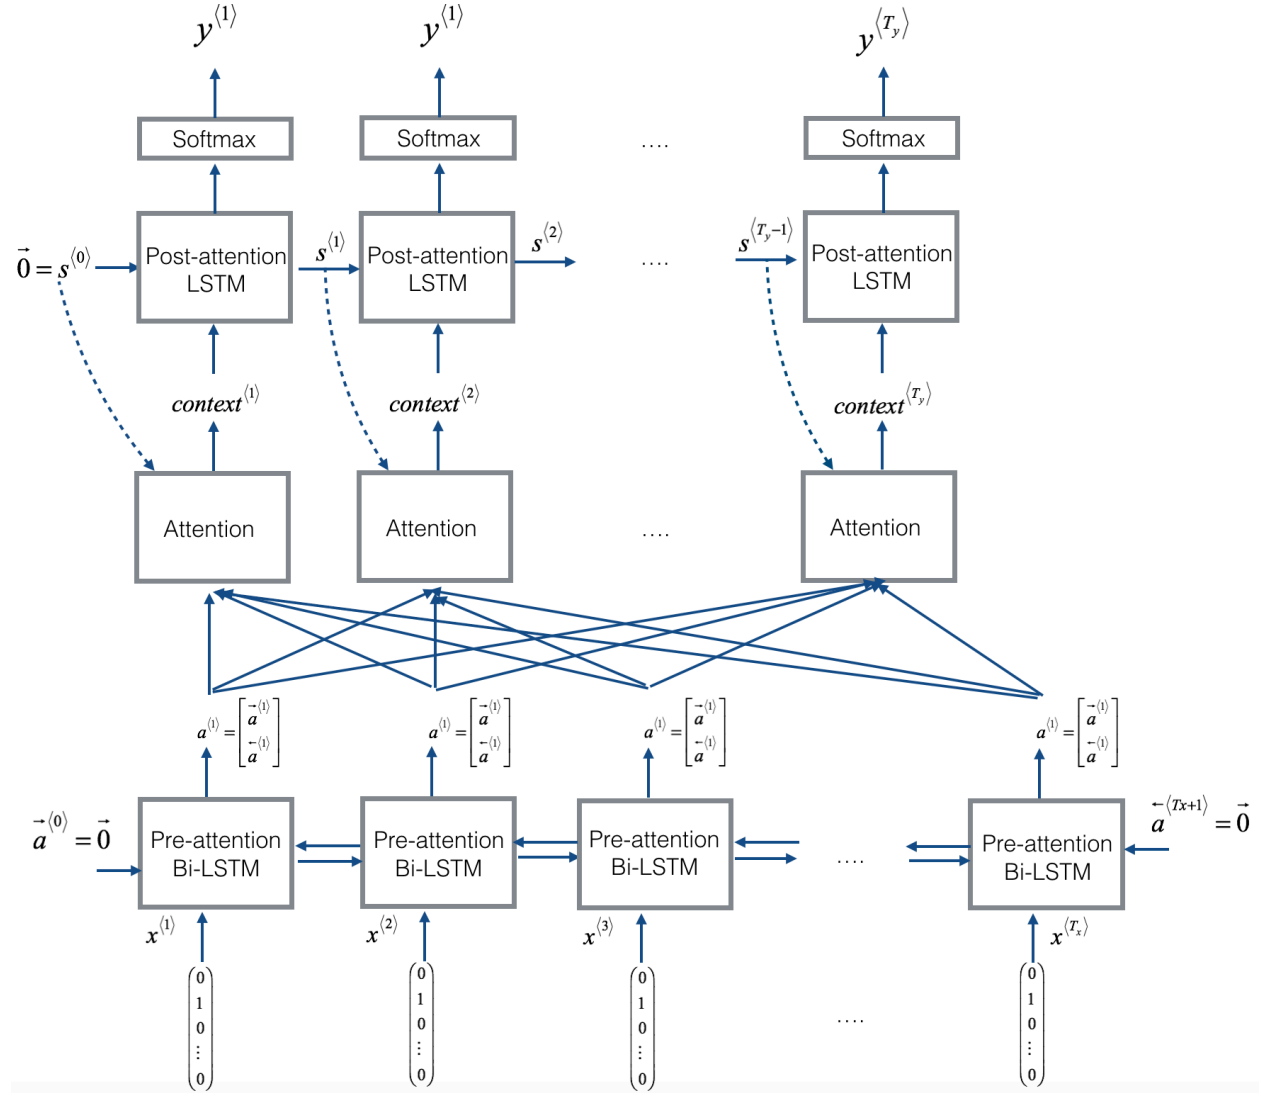 y⟨1⟩ y⟨1⟩ y⟨T_y⟩
Softmax Softmax .... Softmax
0⃗ = s⟨0⟩ Post-attention LSTM s⟨1⟩ Post-attention LSTM s⟨2⟩ .... s⟨T_y−1⟩ Post-attention LSTM
context⟨1⟩ context⟨2⟩ context⟨T_y⟩
Attention Attention .... Attention
a⟨1⟩ = [a⃗⟨1⟩ a⃖⟨1⟩] a⟨1⟩ = [a⃗⟨1⟩ a⃖⟨1⟩] a⟨1⟩ = [a⃗⟨1⟩ a⃖⟨1⟩] a⟨1⟩ = [a⃗⟨1⟩ a⃖⟨1⟩]
a⃗⟨0⟩ = 0⃗ Pre-attention Bi-LSTM Pre-attention Bi-LSTM Pre-attention Bi-LSTM .... Pre-attention Bi-LSTM a⃖⟨Tx+1⟩ = 0⃗
x⟨1⟩ x⟨2⟩ x⟨3⟩ x⟨T_x⟩
0 0 0 0
1 1 1 1
0 0 0 .... 0
⋮ ⋮ ⋮ ⋮
0 0 0 0